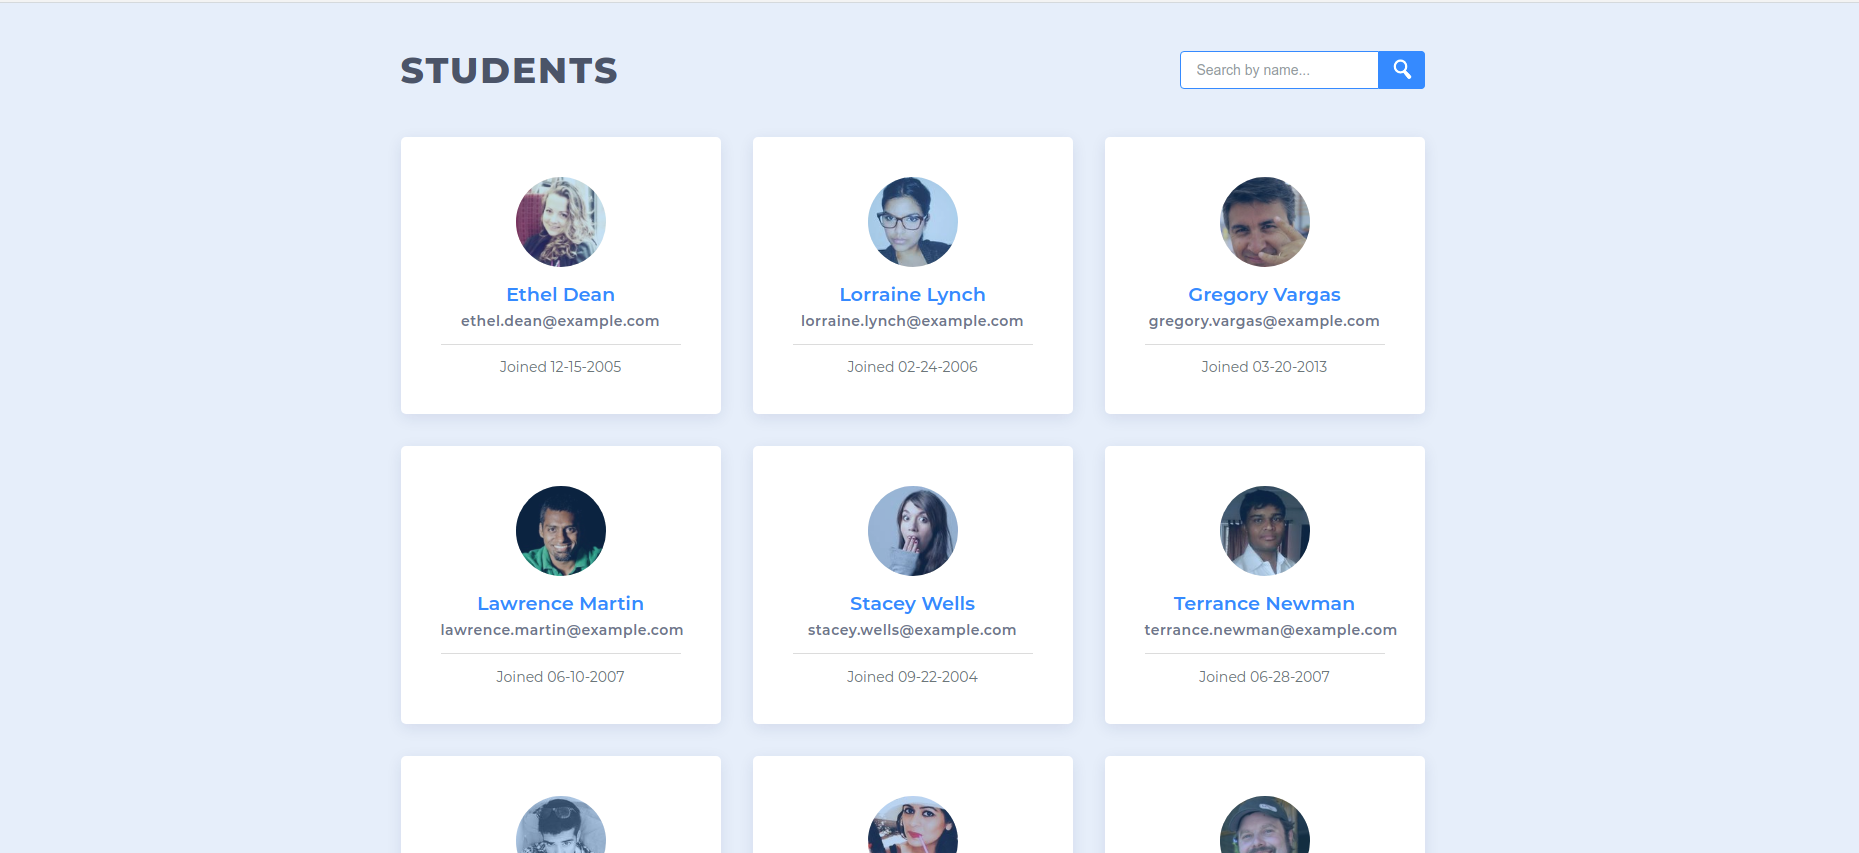 STUDENTS
Search by name...
Ethel Dean
ethel.dean@example.com
Joined 12-15-2005
Lorraine Lynch
lorraine.lynch@example.com
Joined 02-24-2006
Gregory Vargas
gregory.vargas@example.com
Joined 03-20-2013
Lawrence Martin
lawrence.martin@example.com
Joined 06-10-2007
Stacey Wells
stacey.wells@example.com
Joined 09-22-2004
Terrance Newman
terrance.newman@example.com
Joined 06-28-2007